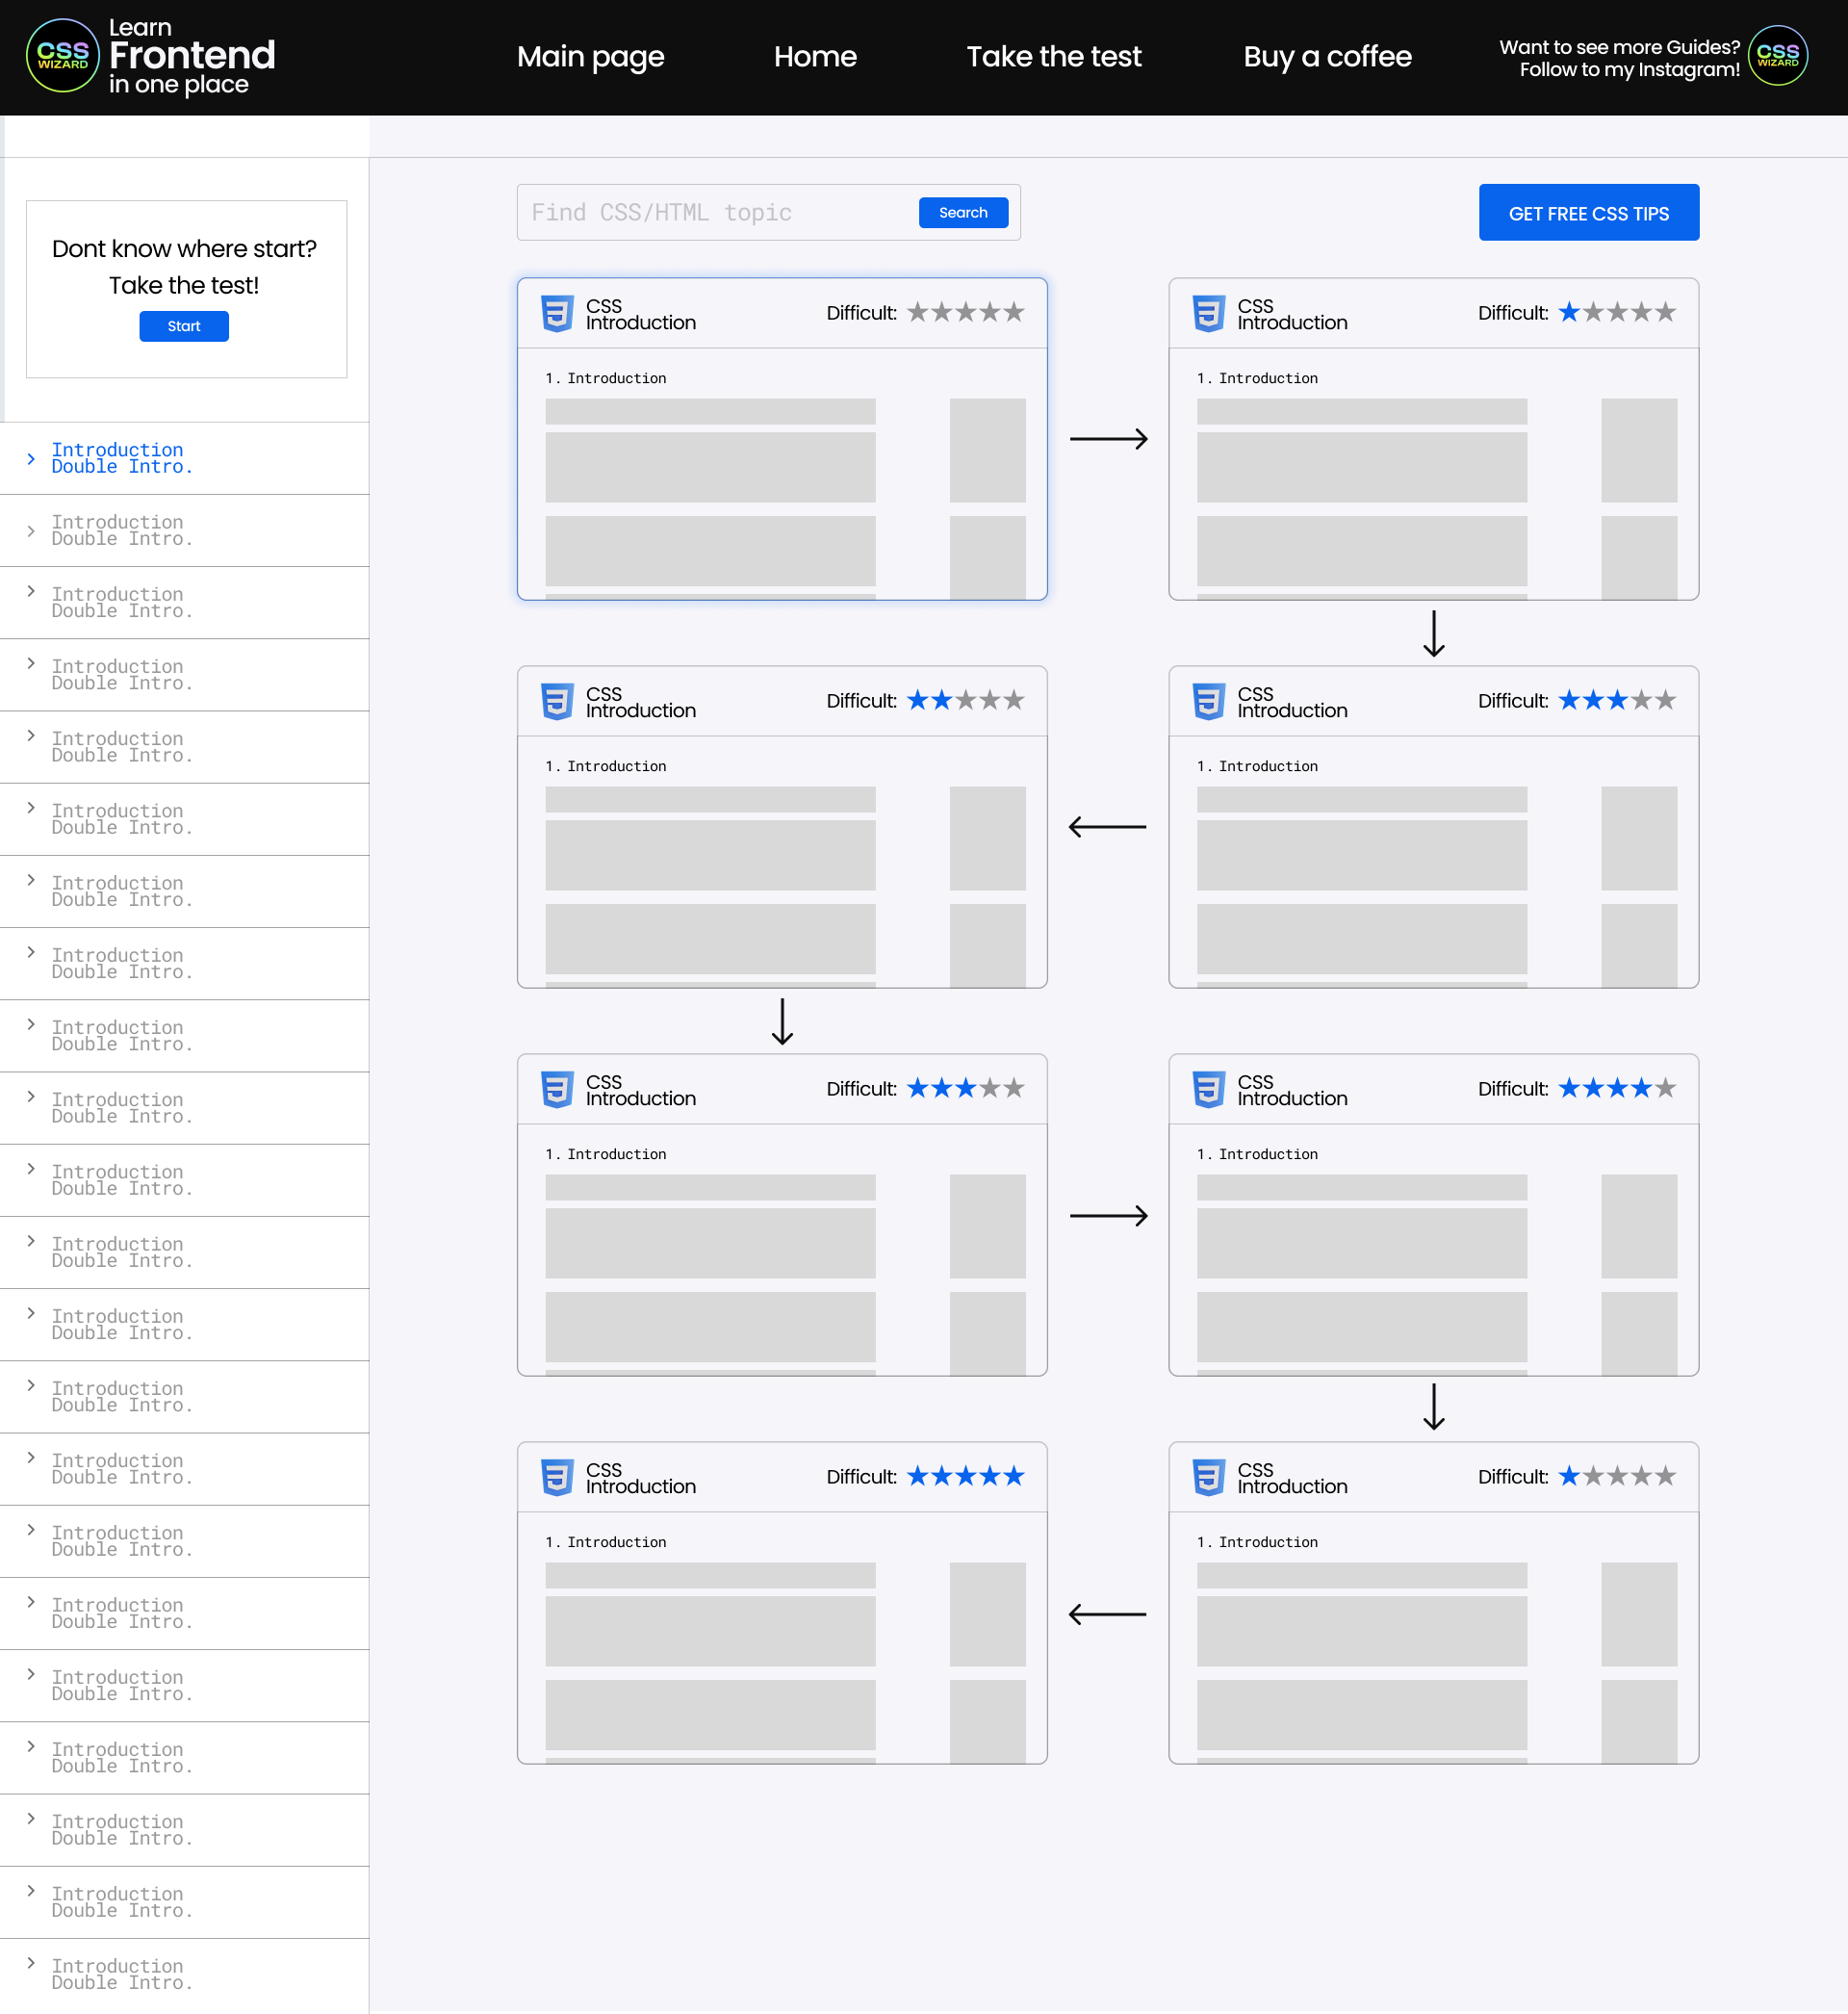 CSS
WIZARD
Learn
Frontend
in one place
Main page
Home
Take the test
Buy a coffee
Want to see more Guides?
Follow to my Instagram!
CSS
WIZARD
Dont know where start?
Take the test!
Start
Introduction
Double Intro.
Introduction
Double Intro.
Introduction
Double Intro.
Introduction
Double Intro.
Introduction
Double Intro.
Introduction
Double Intro.
Introduction
Double Intro.
Introduction
Double Intro.
Introduction
Double Intro.
Introduction
Double Intro.
Introduction
Double Intro.
Introduction
Double Intro.
Introduction
Double Intro.
Introduction
Double Intro.
Introduction
Double Intro.
Introduction
Double Intro.
Introduction
Double Intro.
Introduction
Double Intro.
Introduction
Double Intro.
Introduction
Double Intro.
Introduction
Double Intro.
Introduction
Double Intro.
Find CSS/HTML topic
Search
GET FREE CSS TIPS
CSS
Introduction
Difficult:
1. Introduction
CSS
Introduction
Difficult:
1. Introduction
CSS
Introduction
Difficult:
1. Introduction
CSS
Introduction
Difficult:
1. Introduction
CSS
Introduction
Difficult:
1. Introduction
CSS
Introduction
Difficult:
1. Introduction
CSS
Introduction
Difficult:
1. Introduction
CSS
Introduction
Difficult:
1. Introduction